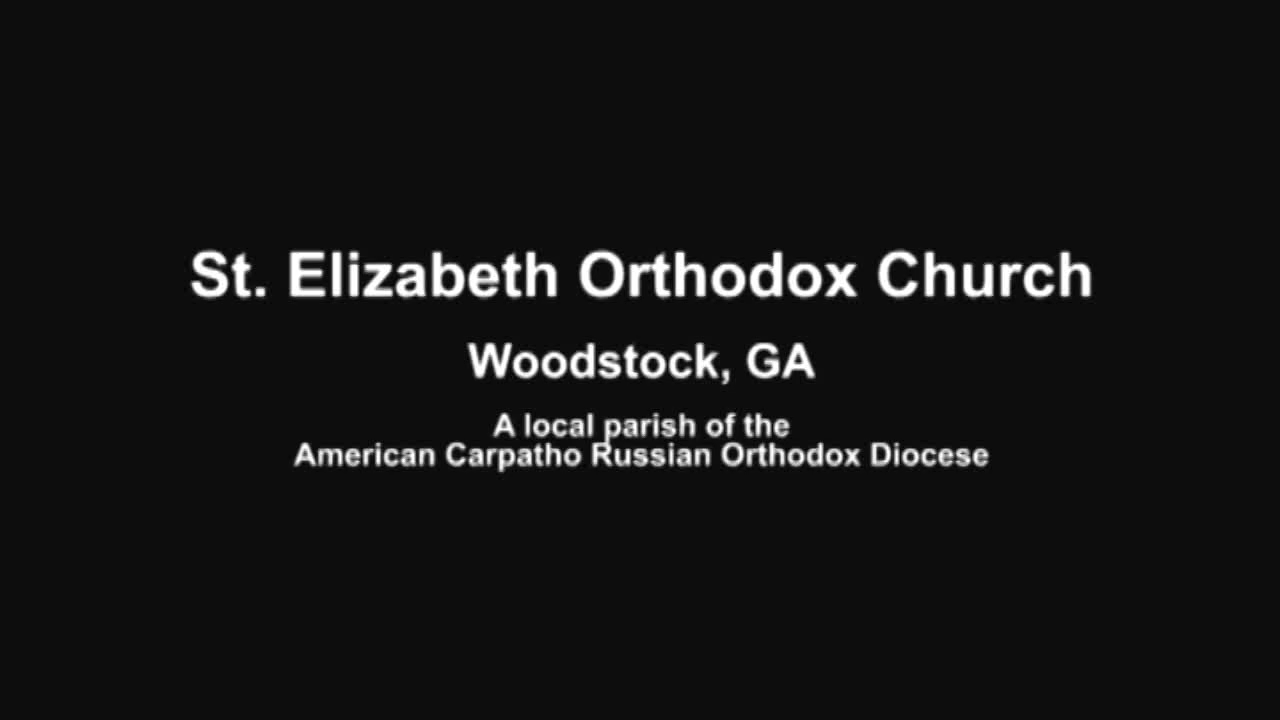 St. Elizabeth Orthodox Church
Woodstock, GA
A local parish of the
American Carpatho Russian Orthodox Diocese